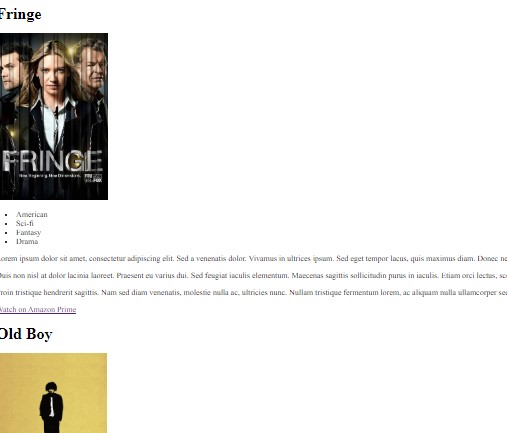 Fringe
FRINGE
New Beginning. New Dimensions.
FOX
American
Sci-fi
Fantasy
Drama
Lorem ipsum dolor sit amet, consectetur adipiscing elit. Sed a venenatis dolor. Vivamus in ultrices ipsum. Sed eget tempor lacus, quis maximus diam. Donec ne
Duis non nisl at dolor lacinia laoreet. Praesent eu varius dui. Sed feugiat iaculis elementum. Maecenas sagittis sollicitudin purus in iaculis. Etiam orci lectus, sc
Proin tristique hendrerit sagittis. Nam sed diam venenatis, molestie nulla ac, ultricies nunc. Nullam tristique fermentum lorem, ac aliquam nulla ullamcorper sec
Watch on Amazon Prime
Old Boy